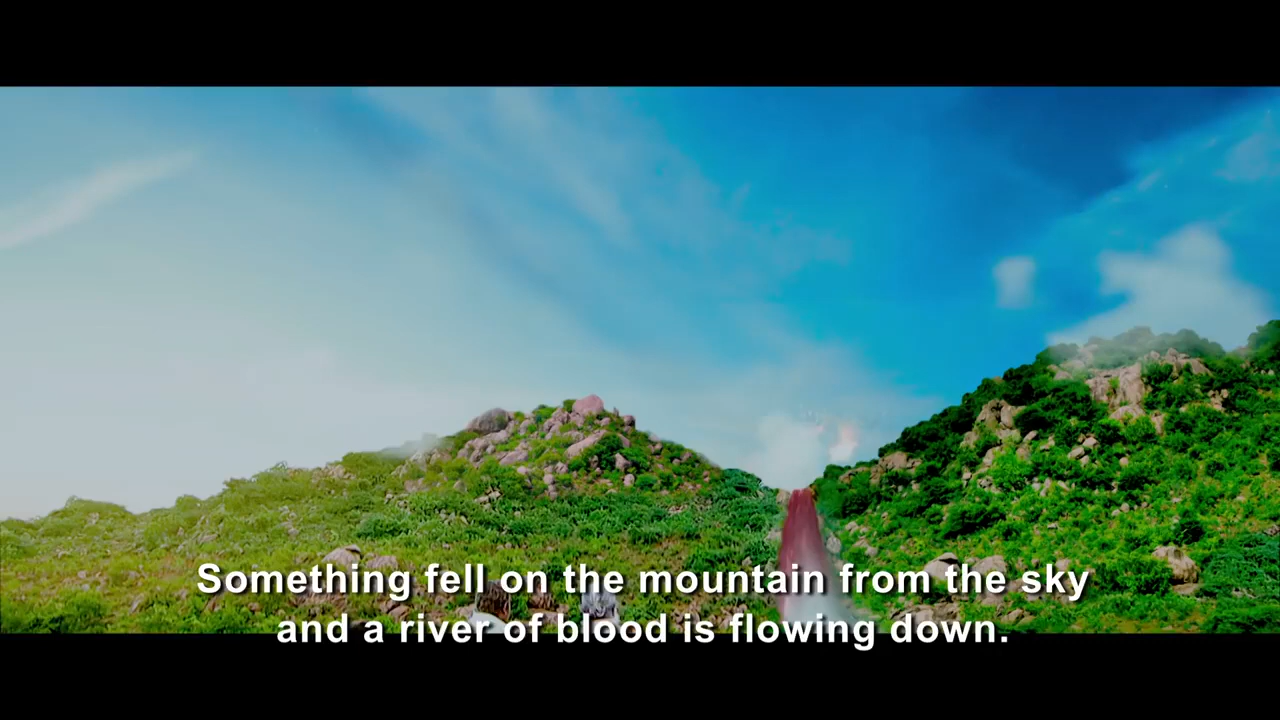 Something fell on the mountain from the sky
and a river of blood is flowing down.